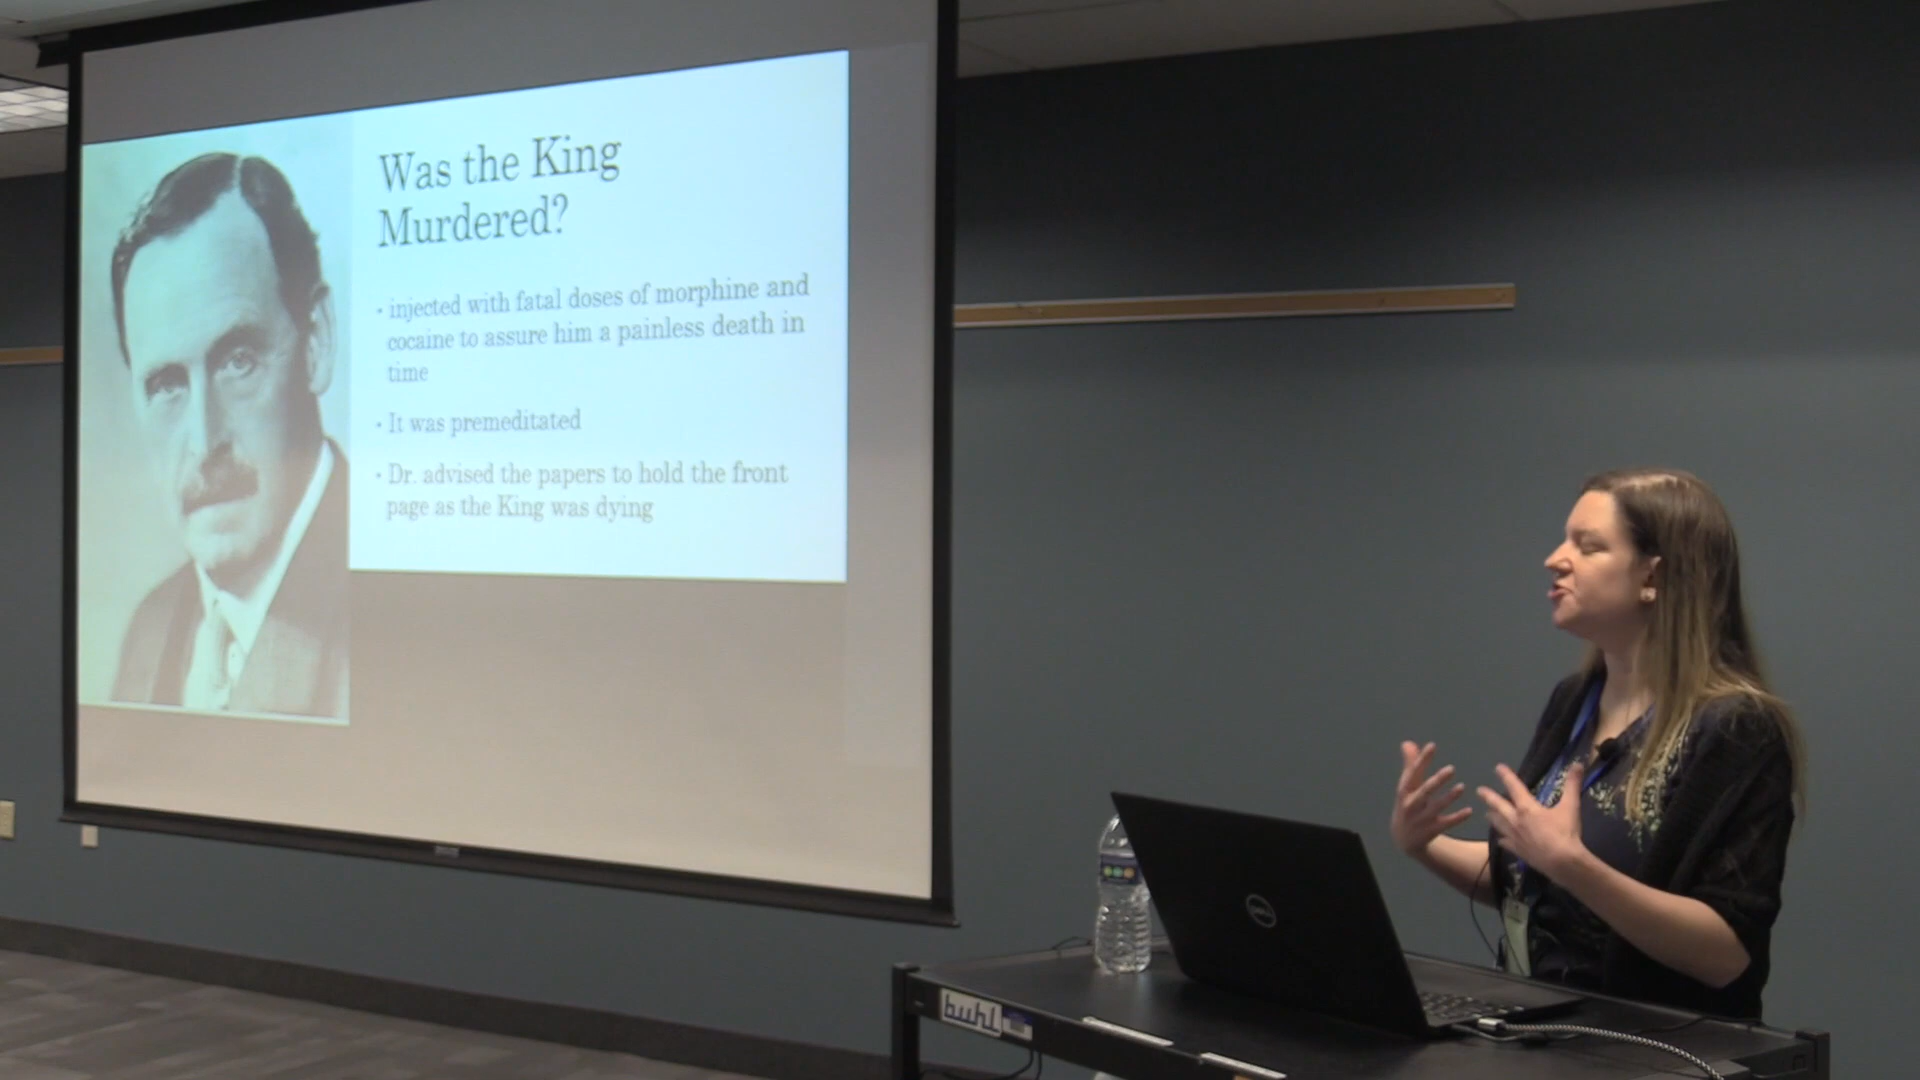 Was the King
Murdered?
• injected with fatal doses of morphine and
cocaine to assure him a painless death in
time
• It was premeditated
• Dr. advised the papers to hold the front
page as the King was dying
DELL
buhl